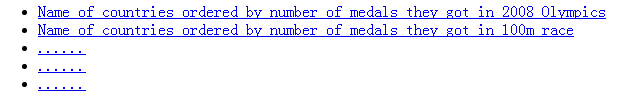 Name of countries ordered by number of medals they got in 2008 Olympics
Name of countries ordered by number of medals they got in 100m race
......
......
......